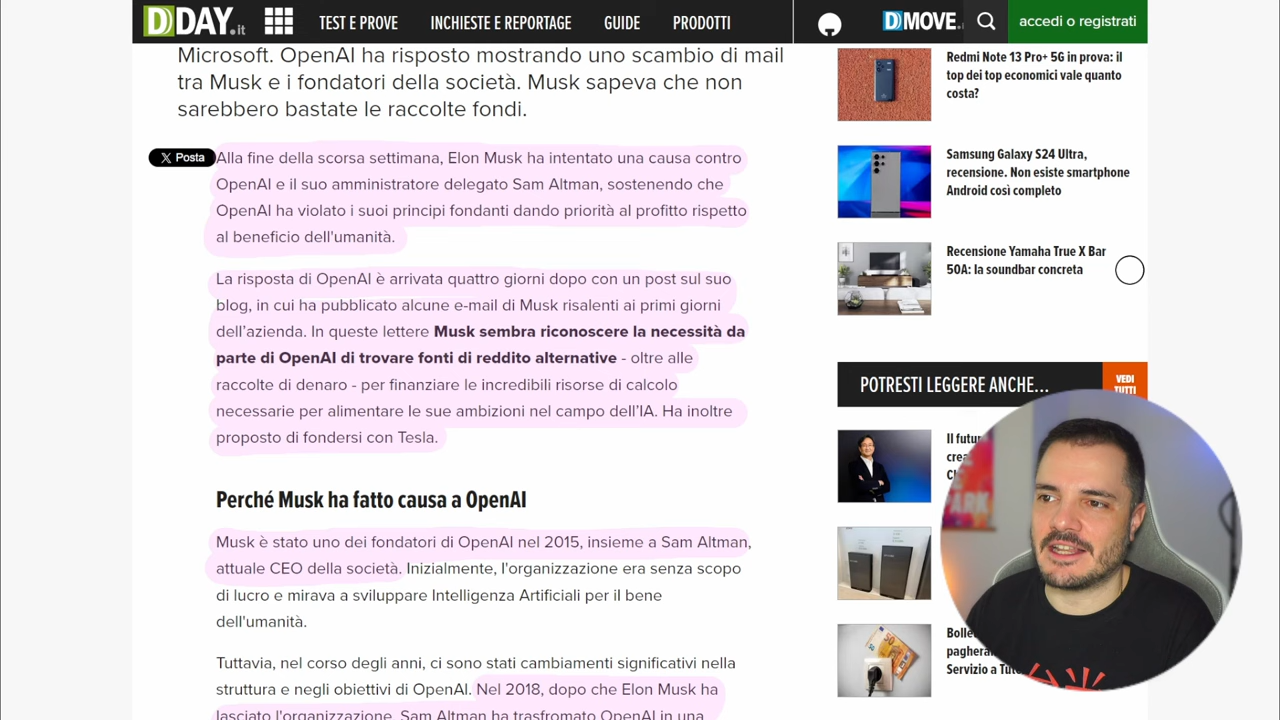 DDAY.it
TEST E PROVE
INCHIESTE E REPORTAGE
GUIDE
PRODOTTI
DMOVE.
accedi o registrati
Microsoft. OpenAI ha risposto mostrando uno scambio di mail
tra Musk e i fondatori della società. Musk sapeva che non
sarebbero bastate le raccolte fondi.
Posta
Alla fine della scorsa settimana, Elon Musk ha intentato una causa contro
OpenAI e il suo amministratore delegato Sam Altman, sostenendo che
OpenAI ha violato i suoi principi fondanti dando priorità al profitto rispetto
al beneficio dell'umanità.
La risposta di OpenAI è arrivata quattro giorni dopo con un post sul suo
blog, in cui ha pubblicato alcune e-mail di Musk risalenti ai primi giorni
dell'azienda. In queste lettere Musk sembra riconoscere la necessità da
parte di OpenAI di trovare fonti di reddito alternative - oltre alle
raccolte di denaro - per finanziare le incredibili risorse di calcolo
necessarie per alimentare le sue ambizioni nel campo dell'IA. Ha inoltre
proposto di fondersi con Tesla.
Perché Musk ha fatto causa a OpenAI
Musk è stato uno dei fondatori di OpenAI nel 2015, insieme a Sam Altman,
attuale CEO della società. Inizialmente, l'organizzazione era senza scopo
di lucro e mirava a sviluppare Intelligenza Artificiali per il bene
dell'umanità.
Tuttavia, nel corso degli anni, ci sono stati cambiamenti significativi nella
struttura e negli obiettivi di OpenAI. Nel 2018, dopo che Elon Musk ha
lasciato l'organizzazione, Sam Altman ha trasfromato OpenAI in una
Redmi Note 13 Pro+ 5G in prova: il
top dei top economici vale quanto
costa?
Samsung Galaxy S24 Ultra,
recensione. Non esiste smartphone
Android così completo
Recensione Yamaha True X Bar
50A: la soundbar concreta
POTRESTI LEGGERE ANCHE...
VEDI
TUTTI
Il
Servizio a